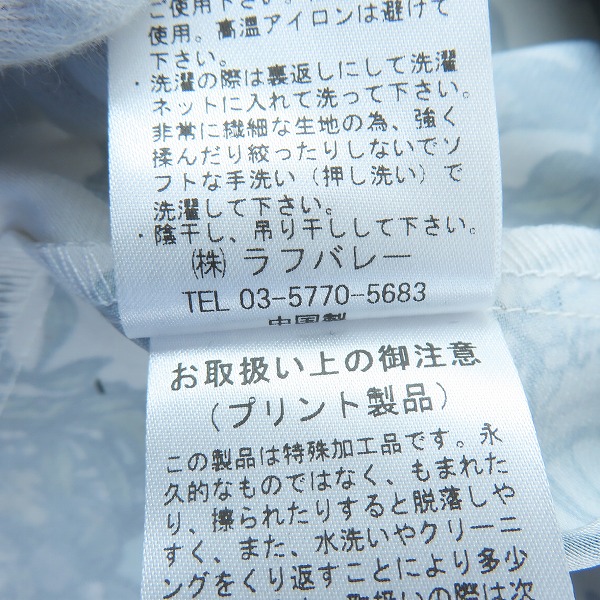 ご使用下さい。
使用。高温アイロンは避けて
下さい。
・洗濯の際は裏返しにして洗濯
ネットに入れて洗って下さい。
非常に繊細な生地の為、強く
揉んだり絞ったりしないでソ
フトな手洗い（押し洗い）で
洗濯して下さい。
・陰干し、吊り干しして下さい。
（株）ラフバレー
TEL 03-5770-5683
中国製
お取扱い上の御注意
（プリント製品）
この製品は特殊加工品です。永
久的なものではなく、もまれた
り、擦られたりすると脱落しや
すく、また、水洗いやクリーニ
ングをくり返すことにより多少
取扱いの際は次